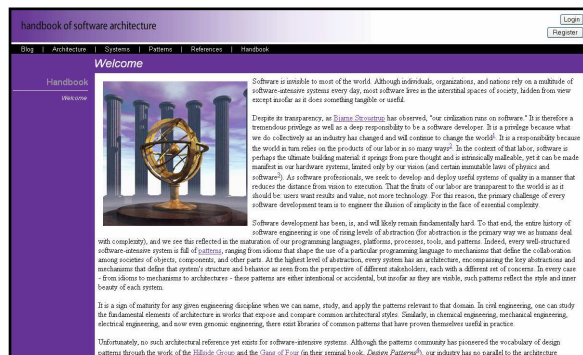 handbook of software architecture
Login
Register
Blog | Architecture | Systems | Patterns | References | Handbook
Welcome
Handbook
Welcome
Software is invisible to most of the world. Although individuals, organizations, and nations rely on a multitude of
software-intensive systems every day, most software lives in the interstitial spaces of society, hidden from view
except insofar as it does something tangible or useful.
Despite its transparency, as Bjarne Stroustrup has observed, "our civilization runs on software." It is therefore a
tremendous privilege as well as a deep responsibility to be a software developer. It is a privilege because what
we do collectively as an industry has changed and will continue to change the world1. It is a responsibility because
the world in turn relies on the products of our labor in so many ways2. In the context of that labor, software is
perhaps the ultimate building material: it springs from pure thought and is intrinsically malleable, yet it can be made
manifest in our hardware systems, limited only by our vision (and certain immutable laws of physics and
software3). As software professionals, we seek to develop and deploy useful systems of quality in a manner that
reduces the distance from vision to execution. That the fruits of our labor are transparent to the world is as it
should be: users want results and value, not more technology. For this reason, the primary challenge of every
software development team is to engineer the illusion of simplicity in the face of essential complexity.
Software development has been, is, and will likely remain fundamentally hard. To that end, the entire history of
software engineering is one of rising levels of abstraction (for abstraction is the primary way we as humans deal
with complexity), and we see this reflected in the maturation of our programming languages, platforms, processes, tools, and patterns. Indeed, every well-structured
software-intensive system is full of patterns, ranging from idioms that shape the use of a particular programming language to mechanisms that define the collaboration
among societies of objects, components, and other parts. At the highest level of abstraction, every system has an architecture, encompassing the key abstractions and
mechanisms that define that system's structure and behavior as seen from the perspective of different stakeholders, each with a different set of concerns. In every case
- from idioms to mechanisms to architectures - these patterns are either intentional or accidental, but insofar as they are visible, such patterns reflect the style and inner
beauty of each system.
It is a sign of maturity for any given engineering discipline when we can name, study, and apply the patterns relevant to that domain. In civil engineering, one can study
the fundamental elements of architecture in works that expose and compare common architectural styles. Similarly, in chemical engineering, mechanical engineering,
electrical engineering, and now even genomic engineering, there exist libraries of common patterns that have proven themselves useful in practice.
Unfortunately, no such architectural reference yet exists for software-intensive systems. Although the patterns community has pioneered the vocabulary of design
patterns through the work of the Hillside Group and the Gang of Four (in their seminal book, Design Patterns4), our industry has no parallel to the architecture